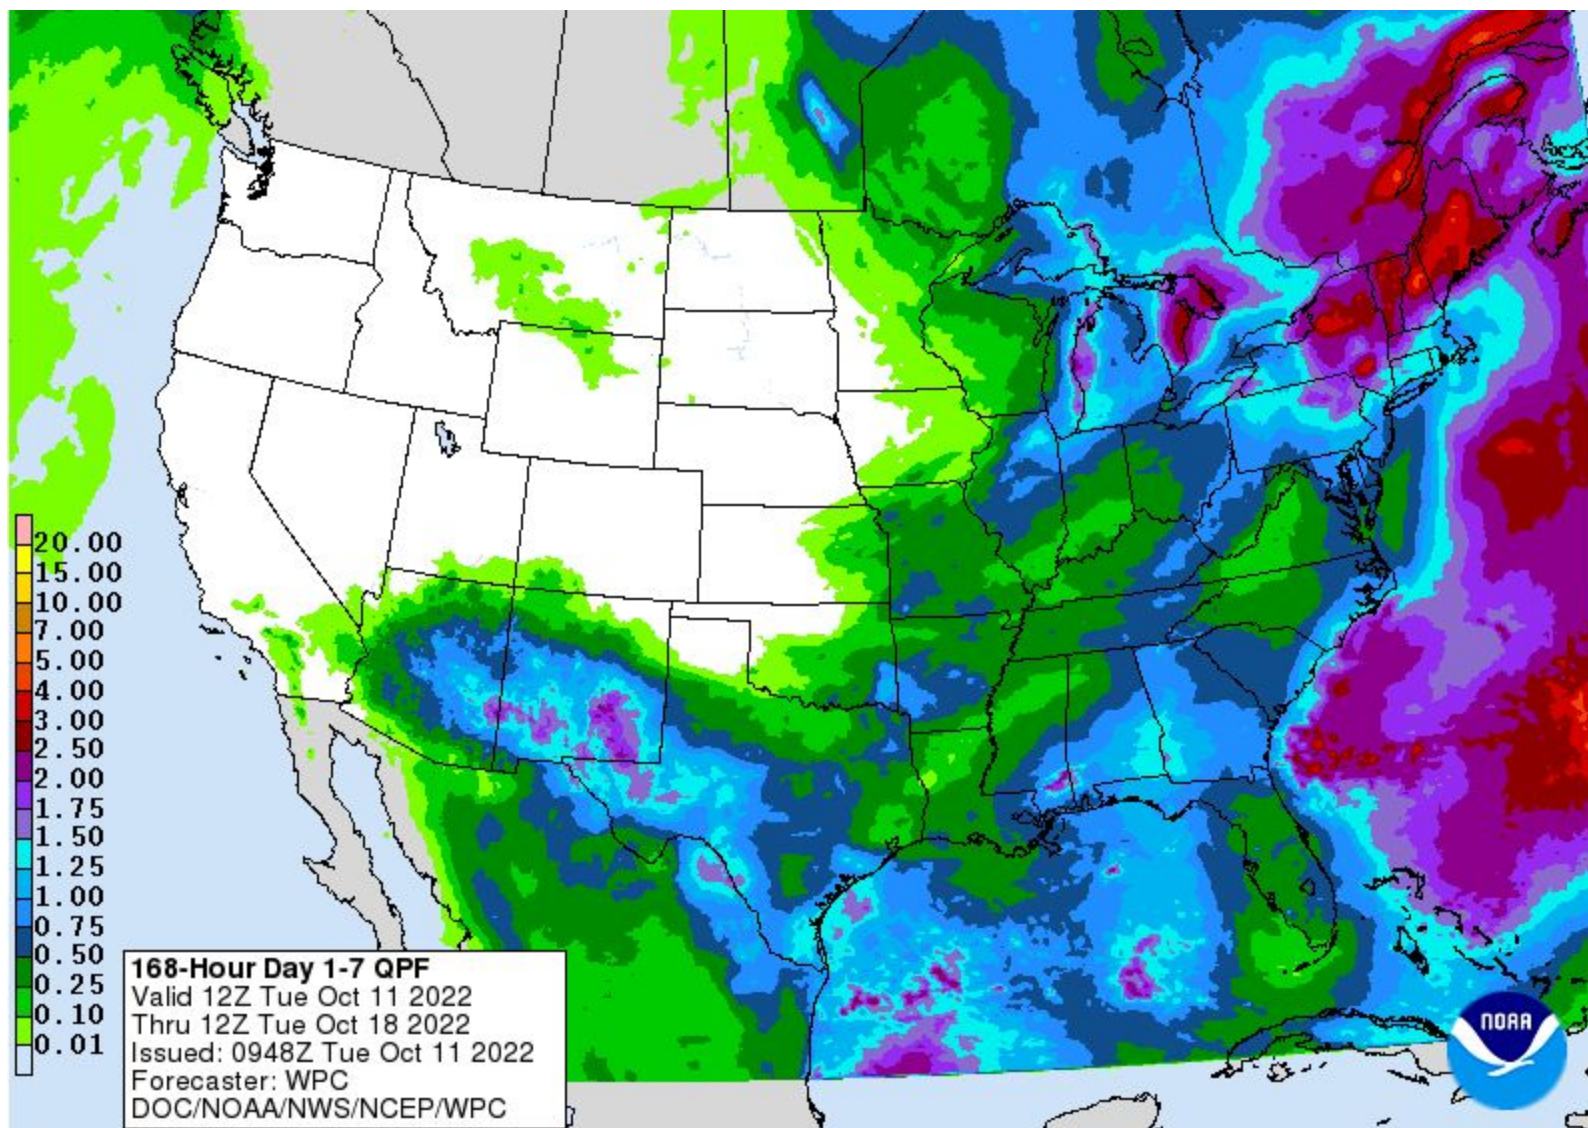 20.00
15.00
10.00
7.00
5.00
4.00
3.00
2.50
2.00
1.75
1.50
1.25
1.00
0.75
0.50
0.25
0.10
0.01
168-Hour Day 1-7 QPF
Valid 12Z Tue Oct 11 2022
Thru 12Z Tue Oct 18 2022
Issued: 0948Z Tue Oct 11 2022
Forecaster: WPC
DOC/NOAA/NWS/NCEP/WPC
NOAA